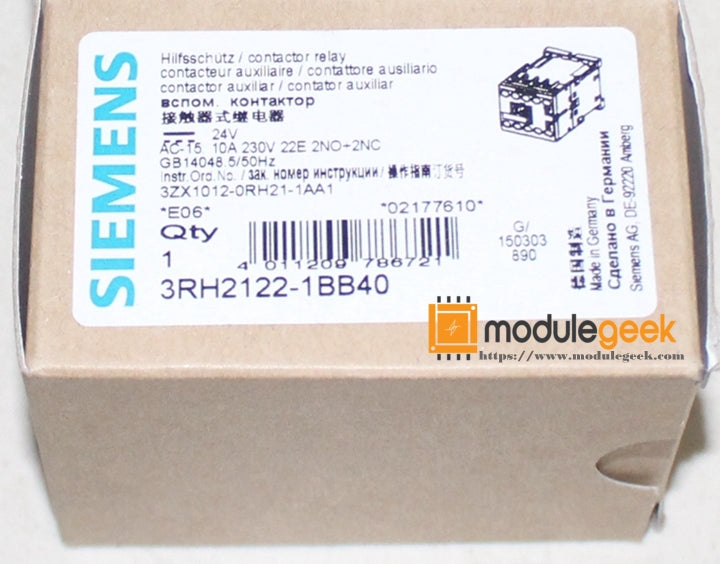 SIEMENS
Hilfsschütz / contactor relay
contacteur auxiliaire / contattore ausiliario
contactor auxiliar / contator auxiliar
вспом. контактор
接触器式继电器
24V
AC-15 10A 230V 22E 2NO+2NC
GB14048.5/50Hz
Instr.Ord.No. / зак. номер инструкции / 操作指南订货号
3ZX1012-0RH21-1AA1
*E06* *02177610*
Qty
1
4 011209 786721
3RH2122-1BB40
G/
150303
890
德国制造
Made in Germany
Сделано в Германии
Siemens AG, DE-92220 Amberg
modulegeek
https://www.modulegeek.com